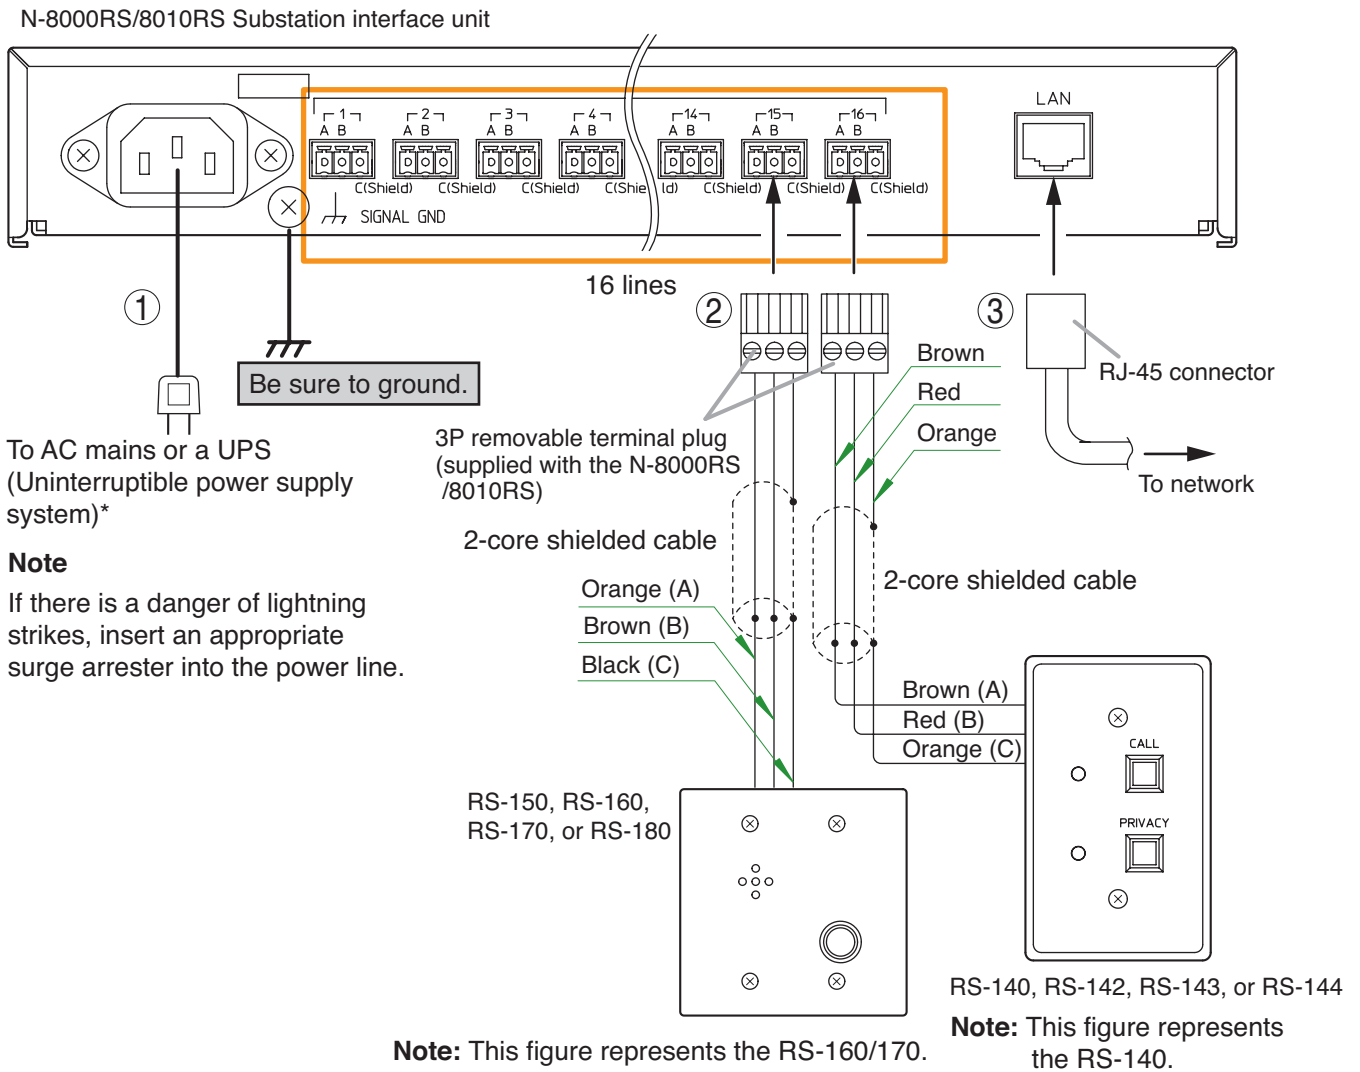 N-8000RS/8010RS Substation interface unit
LAN
1 2 3 4 14 15 16
A B A B A B A B A B A B A B
C(Shield) C(Shield) C(Shield) C(Shield) C(Shield) C(Shield) C(Shield)
SIGNAL GND
16 lines
1
2
3
Be sure to ground.
Brown
Red
Orange
RJ-45 connector
To network
To AC mains or a UPS
(Uninterruptible power supply
system)*
3P removable terminal plug
(supplied with the N-8000RS
/8010RS)
2-core shielded cable
2-core shielded cable
Note
If there is a danger of lightning
strikes, insert an appropriate
surge arrester into the power line.
Orange (A)
Brown (B)
Black (C)
Brown (A)
Red (B)
Orange (C)
CALL
PRIVACY
RS-150, RS-160,
RS-170, or RS-180
RS-140, RS-142, RS-143, or RS-144
Note: This figure represents
the RS-140.
Note: This figure represents the RS-160/170.